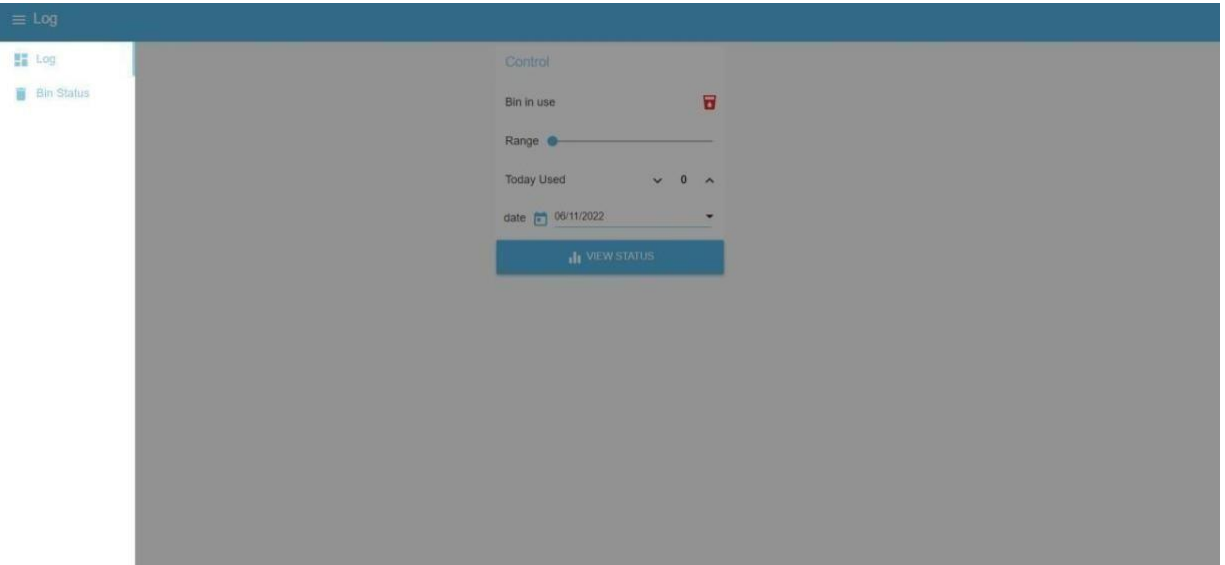 Log
Log
Bin Status
Control
Bin in use
Range
Today Used 0
date 06/11/2022
VIEW STATUS